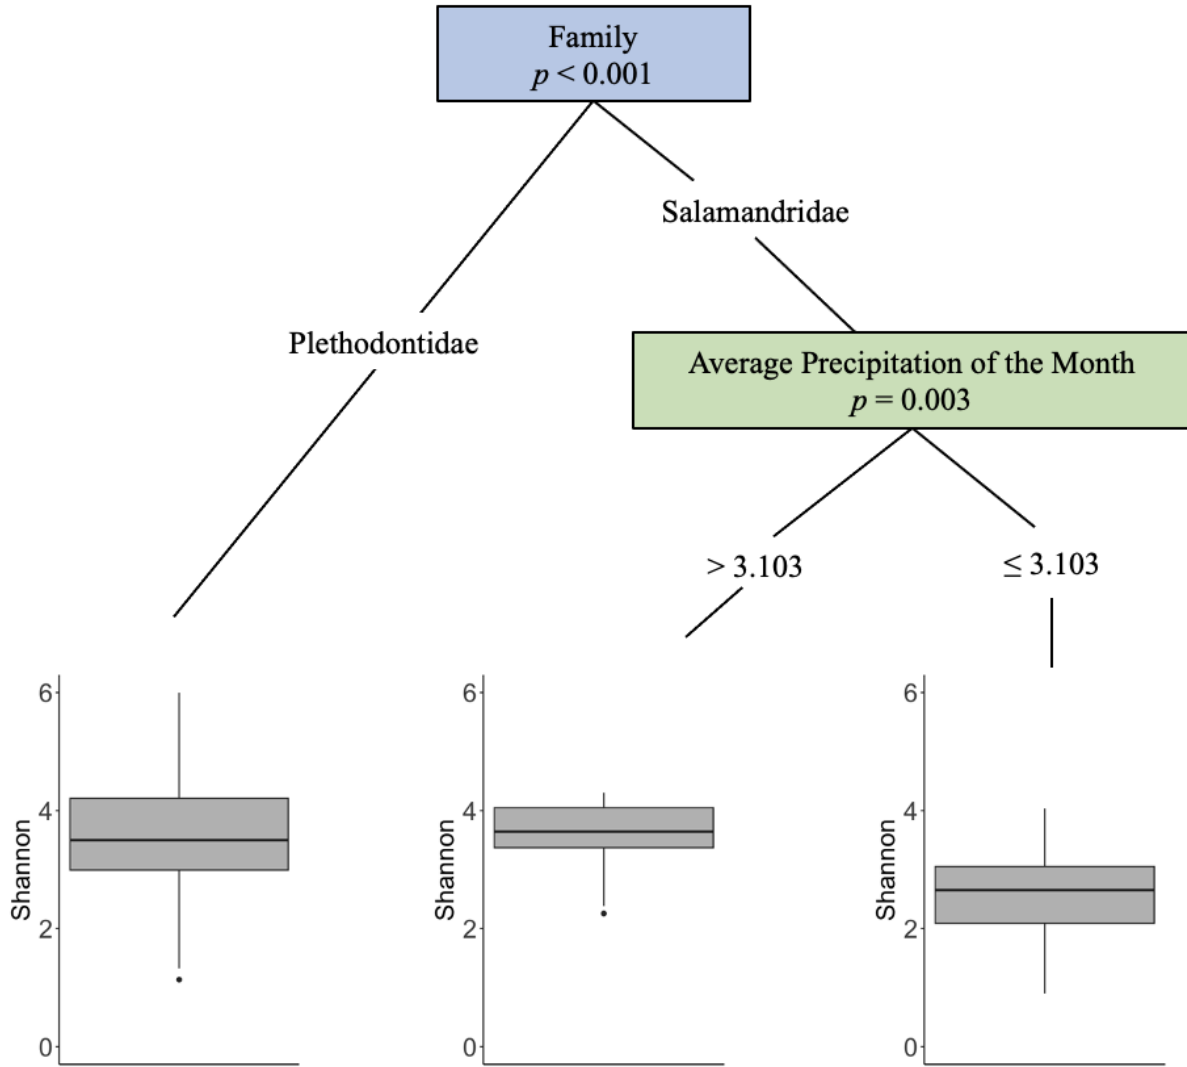 Family
p < 0.001
Salamandridae
Plethodontidae
Average Precipitation of the Month
p = 0.003
> 3.103
≤ 3.103
Shannon
6
4
2
0
Shannon
6
4
2
0
Shannon
6
4
2
0